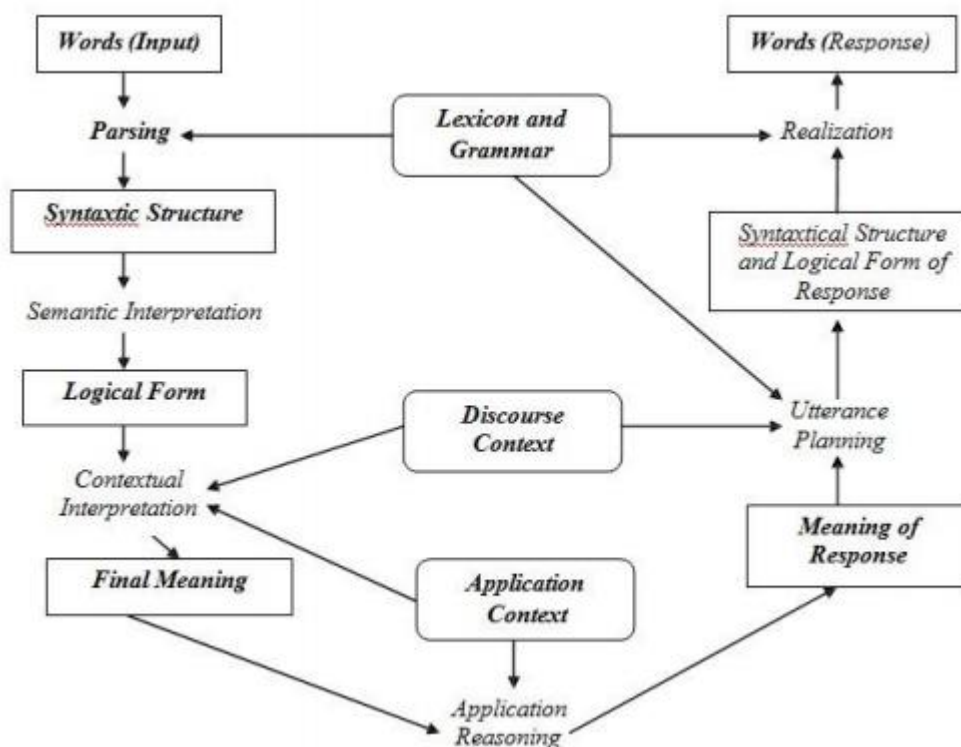 Words (Input)
Words (Response)
Parsing
Lexicon and
Grammar
Realization
Syntaxtic Structure
Syntaxtical Structure
and Logical Form of
Response
Semantic Interpretation
Logical Form
Discourse
Context
Utterance
Planning
Contextual
Interpretation
Meaning of
Response
Final Meaning
Application
Context
Application
Reasoning